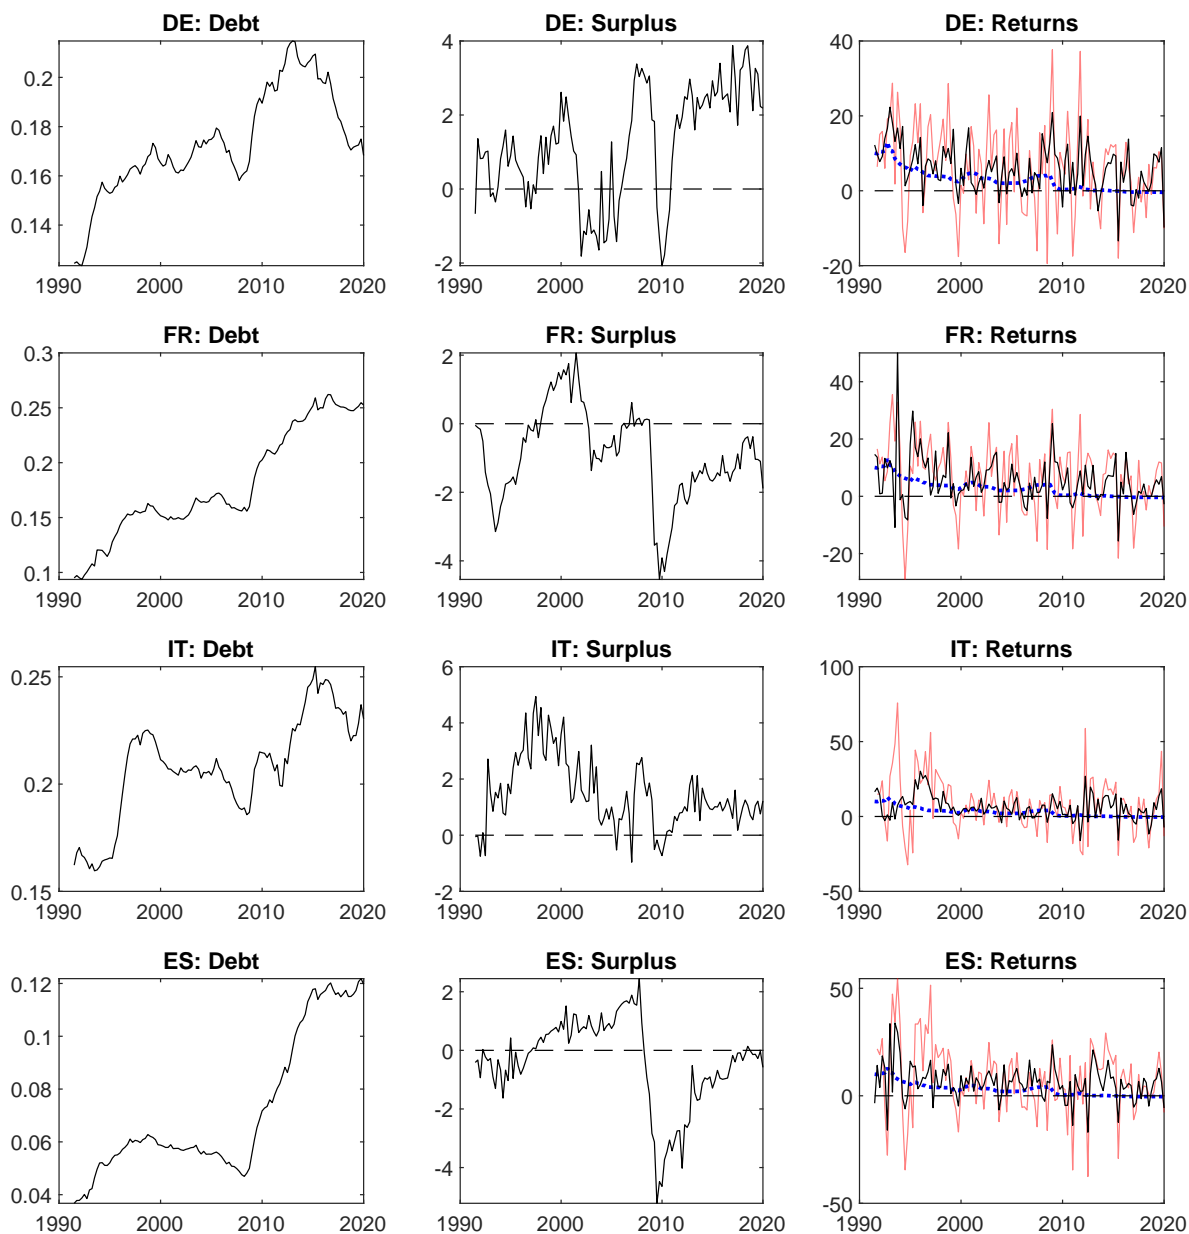 DE: Debt
0.2
0.18
0.16
0.14
1990 2000 2010 2020
DE: Surplus
4
2
0
-2
1990 2000 2010 2020
DE: Returns
40
20
0
-20
1990 2000 2010 2020
FR: Debt
0.3
0.25
0.2
0.15
0.1
1990 2000 2010 2020
FR: Surplus
2
0
-2
-4
1990 2000 2010 2020
FR: Returns
40
20
0
-20
1990 2000 2010 2020
IT: Debt
0.25
0.2
0.15
1990 2000 2010 2020
IT: Surplus
6
4
2
0
-2
1990 2000 2010 2020
IT: Returns
100
50
0
-50
1990 2000 2010 2020
ES: Debt
0.12
0.1
0.08
0.06
0.04
1990 2000 2010 2020
ES: Surplus
2
0
-2
-4
1990 2000 2010 2020
ES: Returns
50
0
-50
1990 2000 2010 2020